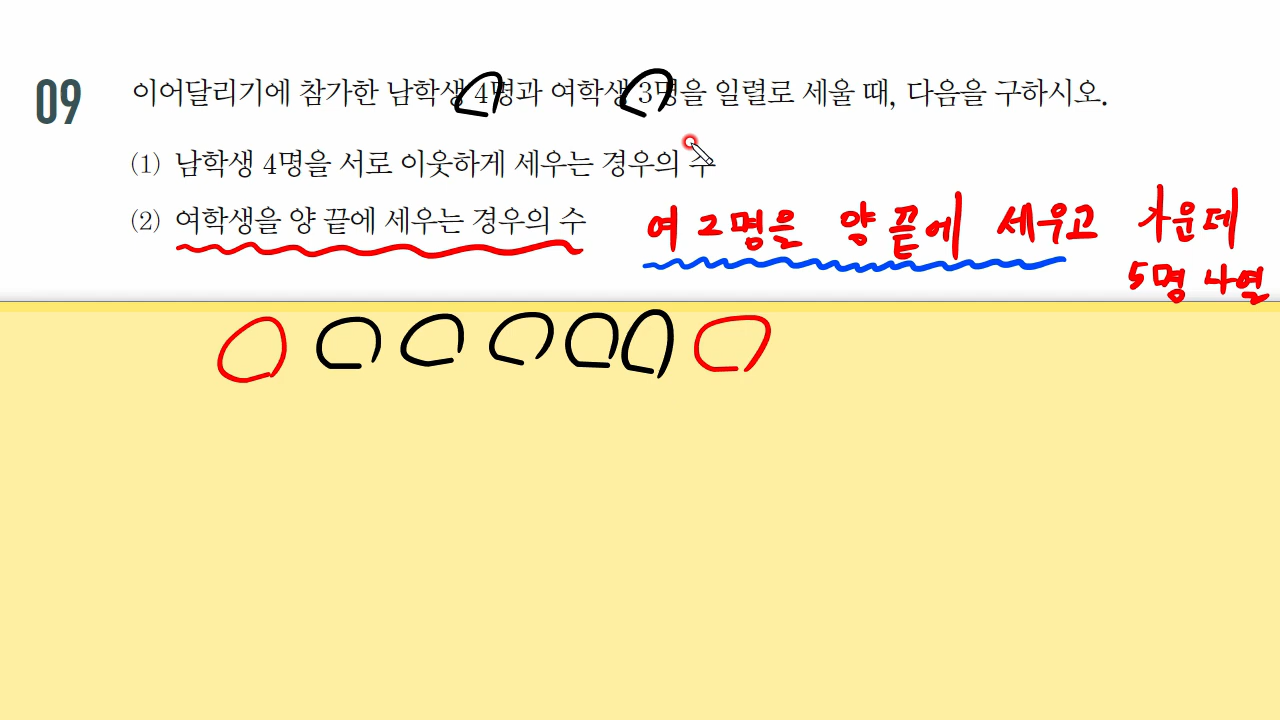 09 이어달리기에 참가한 남학생 4명과 여학생 3명을 일렬로 세울 때, 다음을 구하시오.
(1) 남학생 4명을 서로 이웃하게 세우는 경우의 수
(2) 여학생을 양 끝에 세우는 경우의 수
여 2명을 양 끝에 세우고 가운데
5명 나열